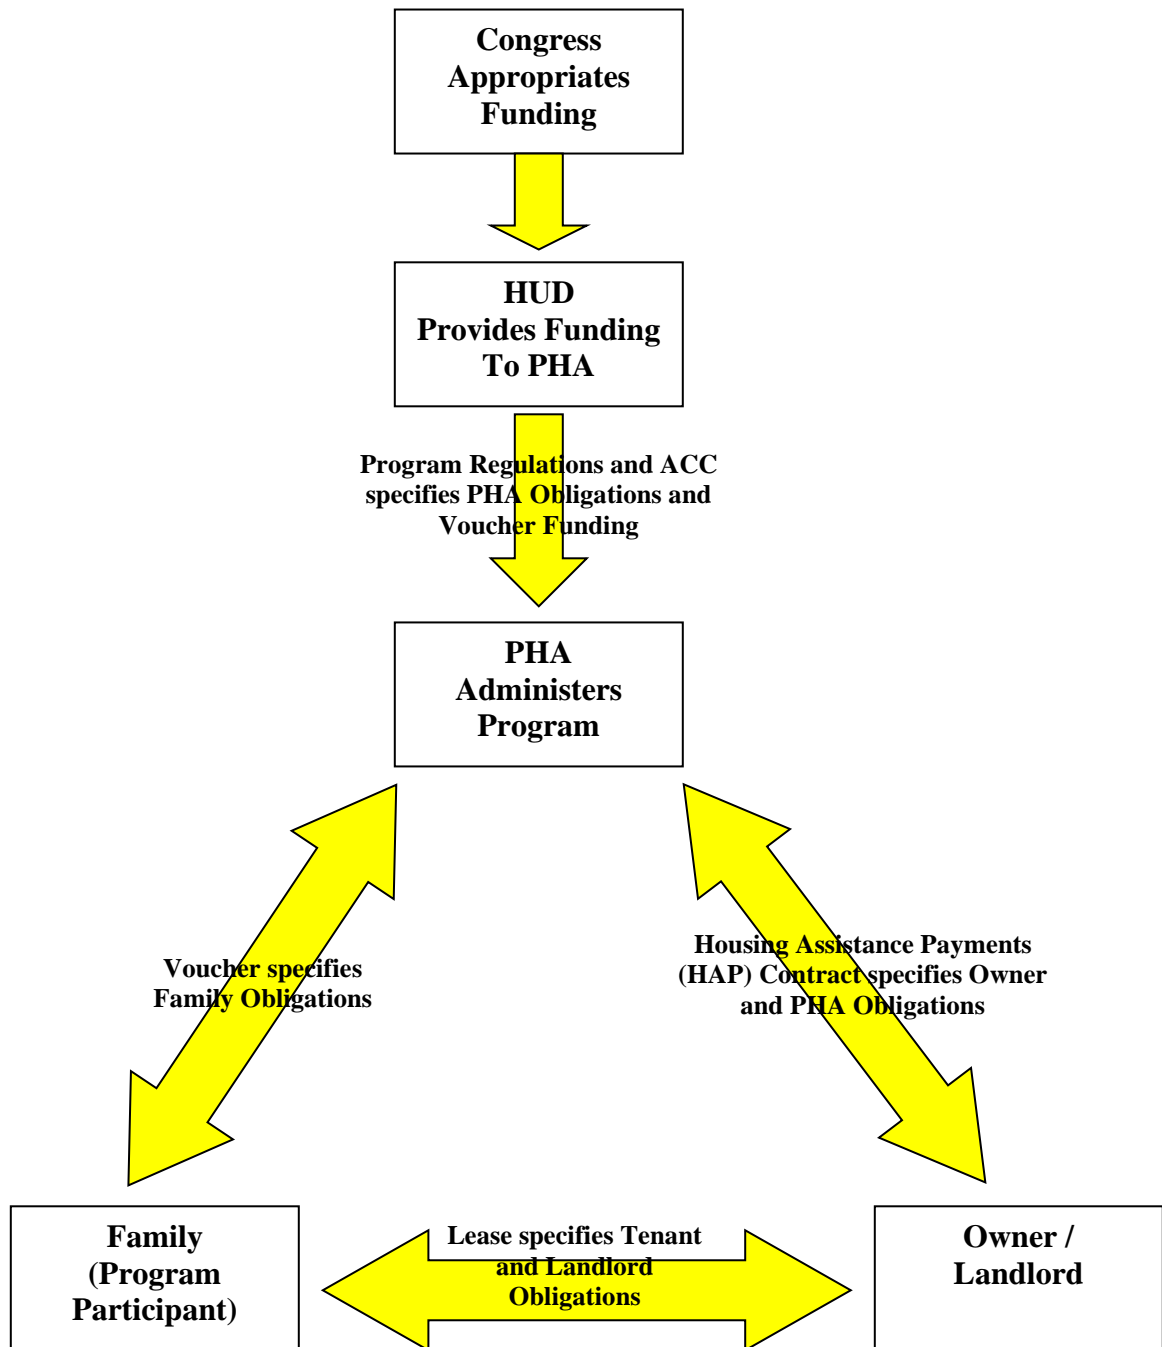 Congress
Appropriates
Funding
HUD
Provides Funding
To PHA
Program Regulations and ACC
specifies PHA Obligations and
Voucher Funding
PHA
Administers
Program
Voucher specifies
Family Obligations
Housing Assistance Payments
(HAP) Contract specifies Owner
and PHA Obligations
Family
(Program
Participant)
Lease specifies Tenant
and Landlord
Obligations
Owner /
Landlord